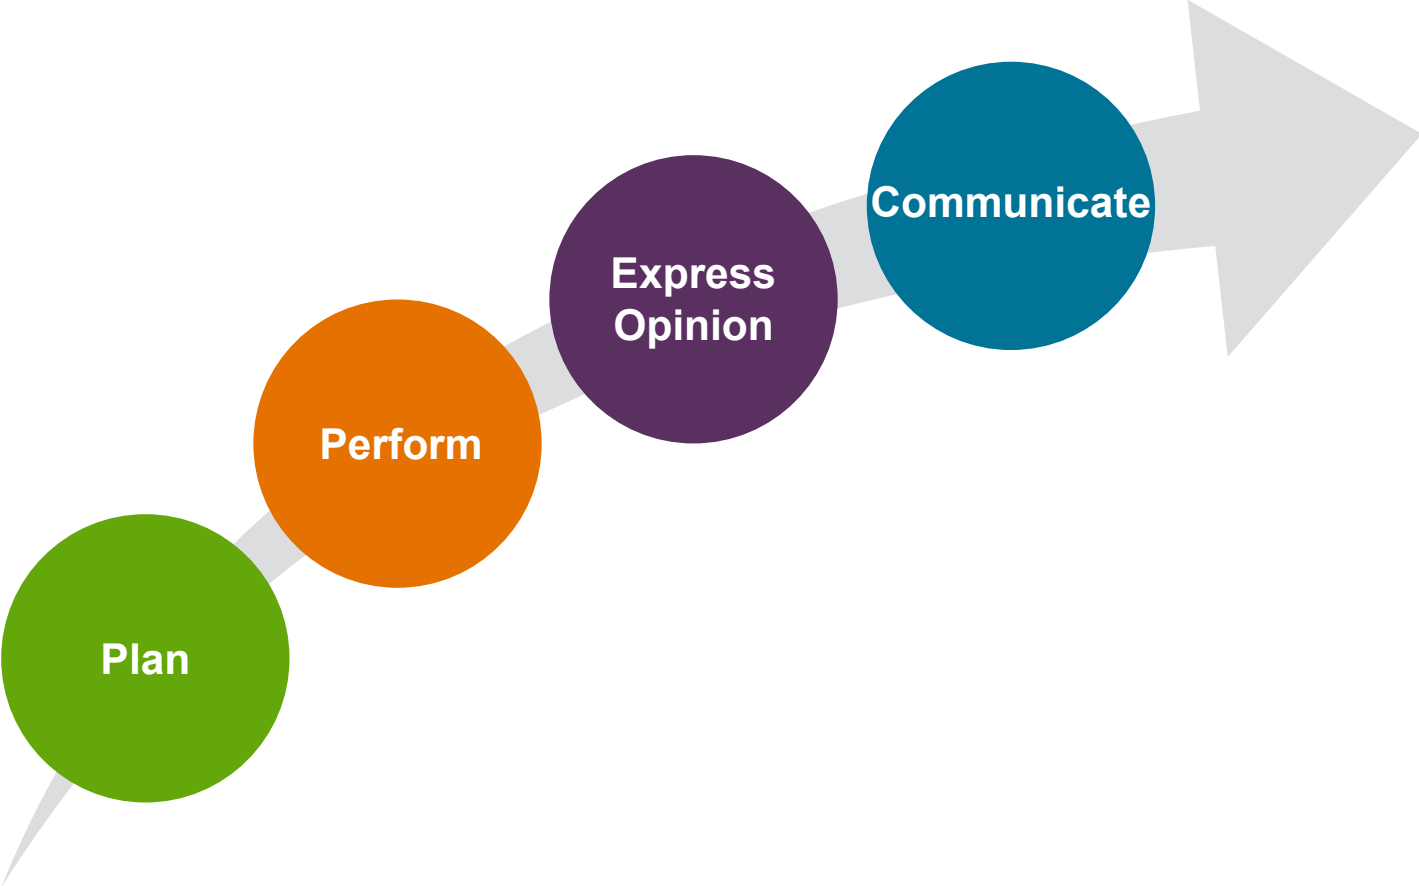 Plan
Perform
Express
Opinion
Communicate